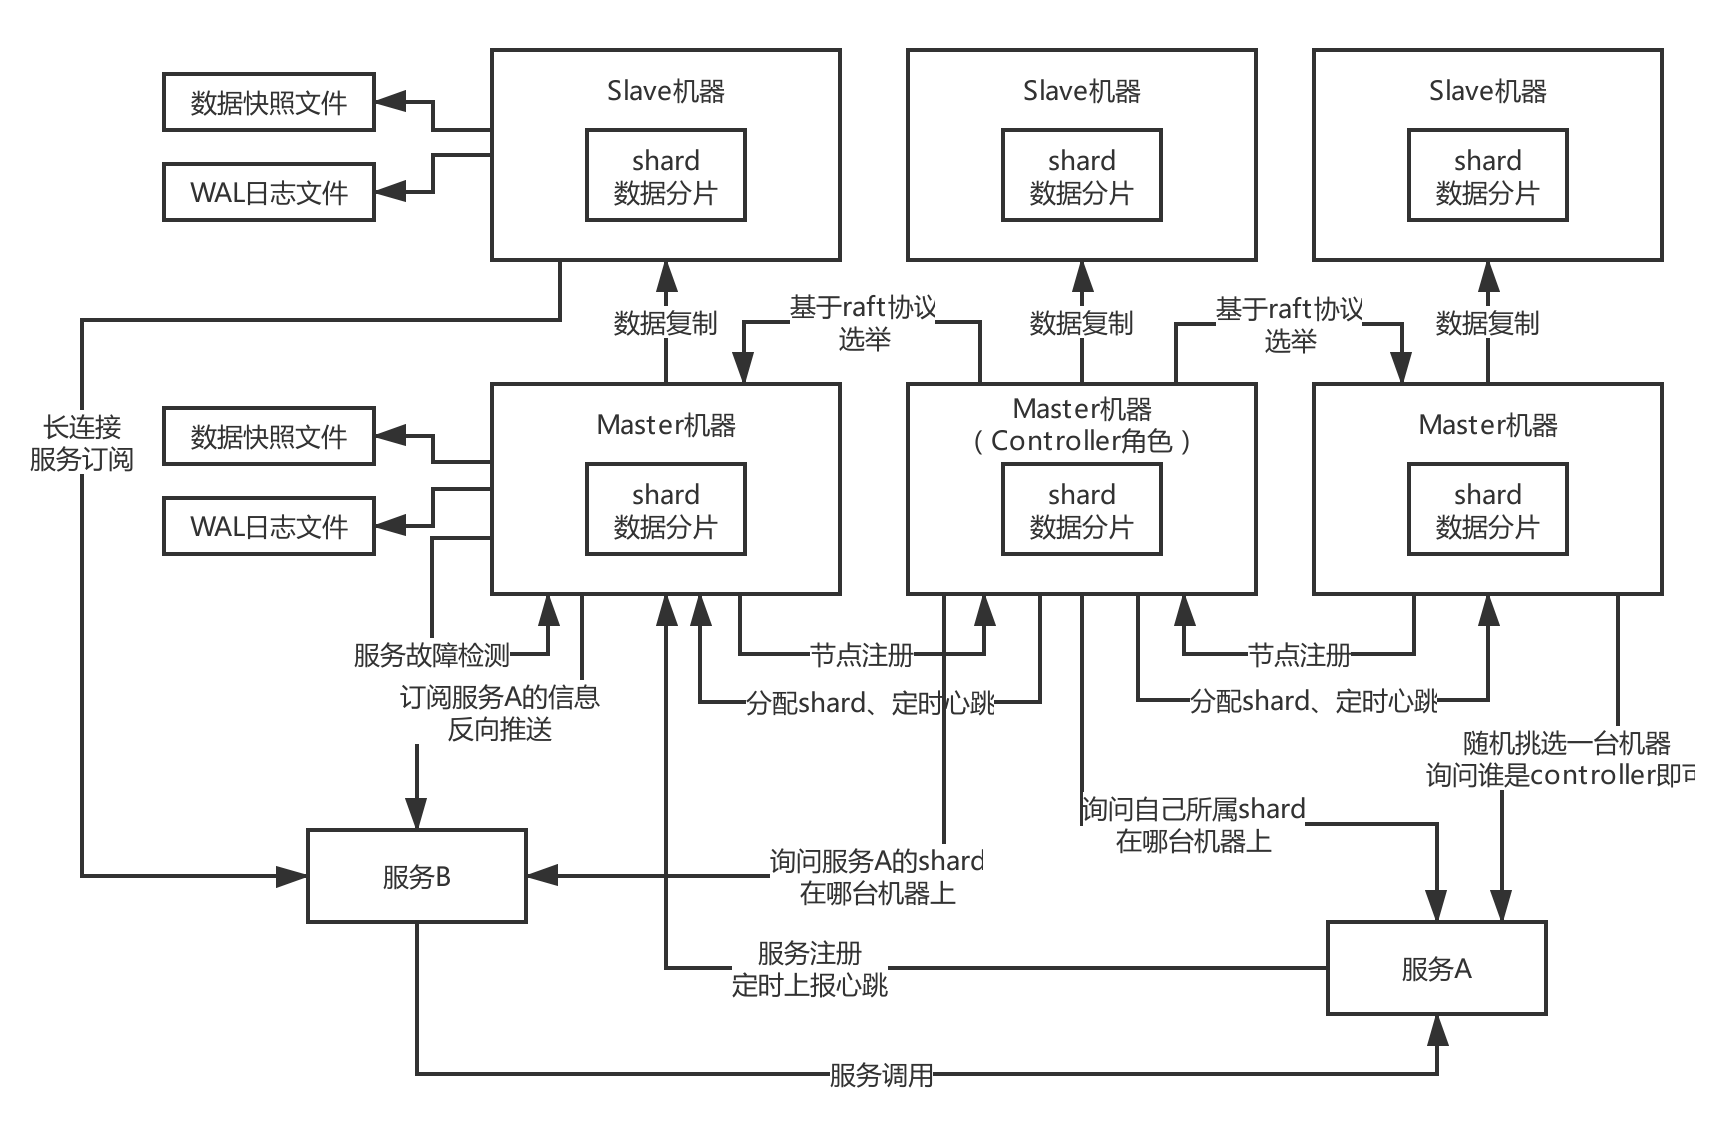 Slave机器
Slave机器
Slave机器
数据快照文件
WAL日志文件
shard
数据分片
shard
数据分片
shard
数据分片
数据复制
基于raft协议
选举
数据复制
基于raft协议
选举
数据复制
长连接
服务订阅
数据快照文件
WAL日志文件
Master机器
shard
数据分片
Master机器
（Controller角色）
shard
数据分片
Master机器
shard
数据分片
服务故障检测
节点注册
节点注册
订阅服务A的信息
反向推送
分配shard、定时心跳
分配shard、定时心跳
随机挑选一台机器
询问谁是controller即可
询问自己所属shard
在哪台机器上
询问服务A的shard
在哪台机器上
服务B
服务注册
定时上报心跳
服务A
服务调用